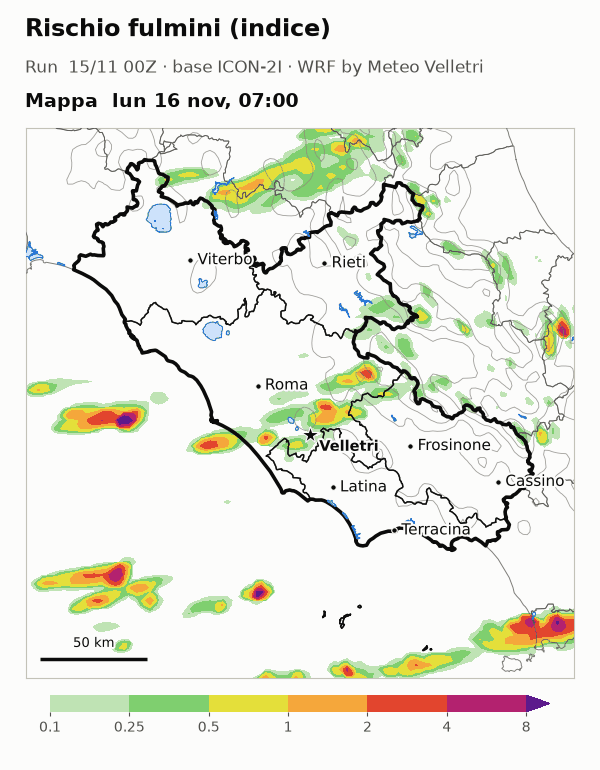 Rischio fulmini (indice)
Run  15/11 00Z · base ICON-2I · WRF by Meteo Velletri
Mappa  lun 16 nov, 07:00
Viterbo
Rieti
Roma
Velletri
Frosinone
Cassino
Latina
Terracina
50 km
0.1 0.25 0.5 1 2 4 8